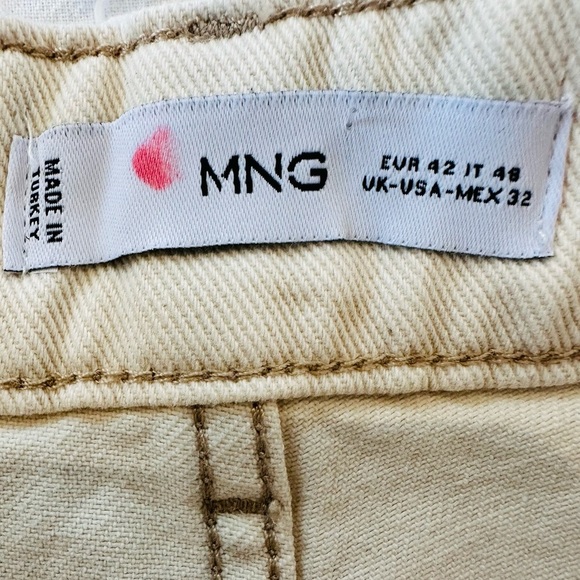 MADE IN
TURKEY
MNG
EUR 42 IT 48
UK-USA-MEX 32